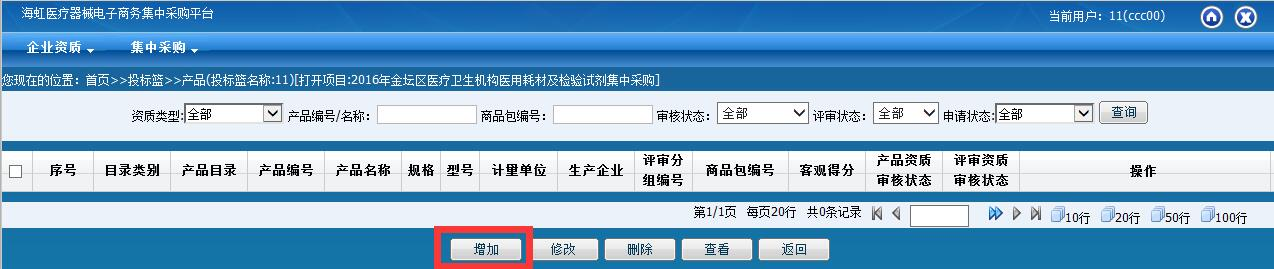 海虹医疗器械电子商务集中采购平台 当前用户：11(ccc00)
企业资质 集中采购
您现在的位置：首页>>投标篮>>产品(投标篮名称:11)[打开项目:2016年金坛区医疗卫生机构医用耗材及检验试剂集中采购]
资质类型:全部 产品编号/名称： 商品包编号： 审核状态：全部 评审状态：全部 申请状态:全部 查询
序号 目录类别 产品目录 产品编号 产品名称 规格 型号 计量单位 生产企业 评审分组编号 商品包编号 客观得分 产品资质审核状态 评审资质审核状态 操作
第1/1页 每页20行 共0条记录 10行 20行 50行 100行
增加 修改 删除 查看 返回